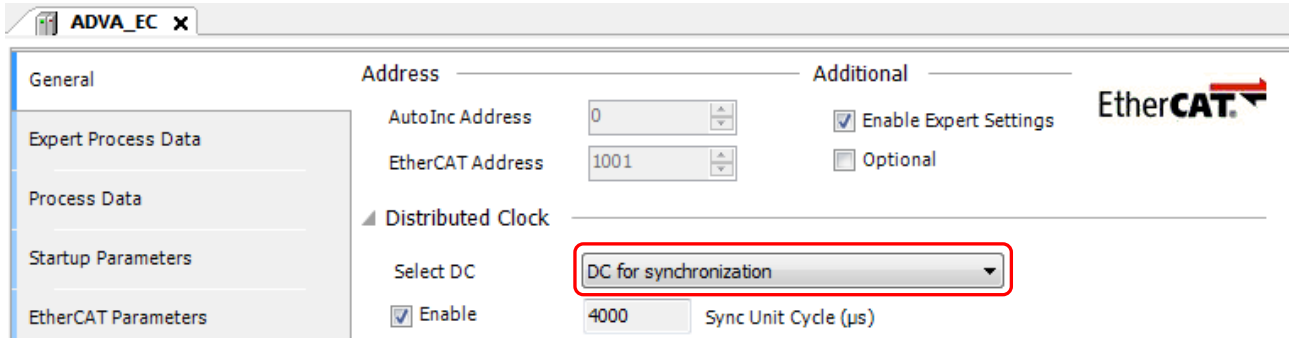 ADVA_EC
General
Expert Process Data
Process Data
Startup Parameters
EtherCAT Parameters
Address
AutoInc Address 0
EtherCAT Address 1001
Additional
Enable Expert Settings
Optional
EtherCAT.
Distributed Clock
Select DC DC for synchronization
Enable 4000 Sync Unit Cycle (µs)